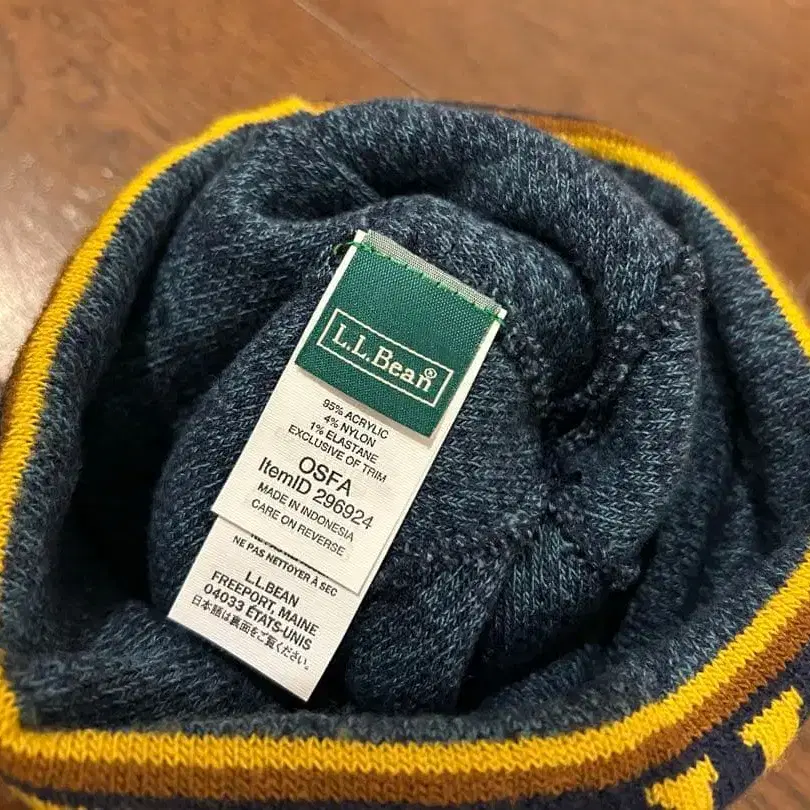 L.L.Bean®
95% ACRYLIC
4% NYLON
1% ELASTANE
EXCLUSIVE OF TRIM
OSFA
ItemID 296924
MADE IN INDONESIA
CARE ON REVERSE
NE PAS NETTOYER À SEC
L.L.BEAN
FREEPORT, MAINE
04033 ÉTATS-UNIS
日本語は裏面をご覧ください。